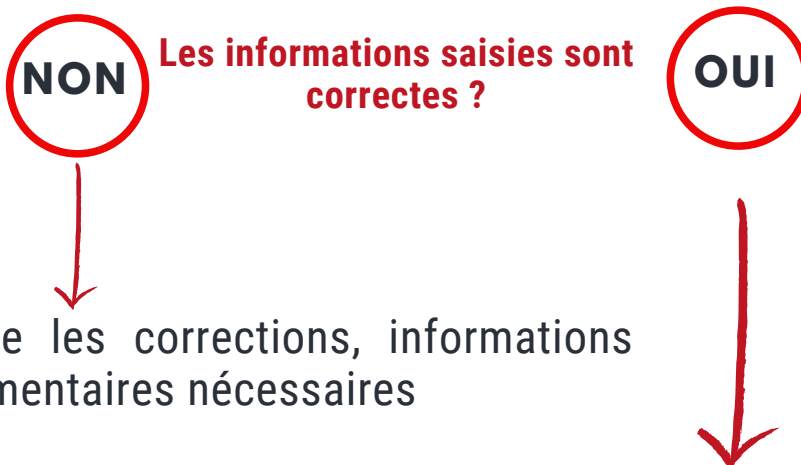 NON
Les informations saisies sont
correctes ?
OUI
e les corrections, informations
mentaires nécessaires